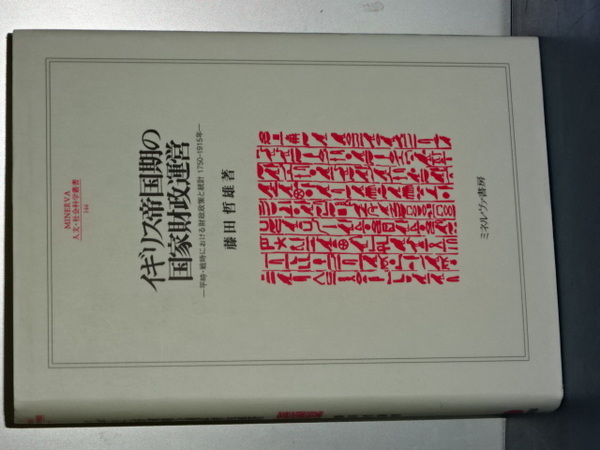 MINERVA
人文・社会科学叢書
144
イギリス帝国期の
国家財政運営
―平時・戦時における財政政策と統計 1750-1915年―
藤田哲雄著
ミネルヴァ書房